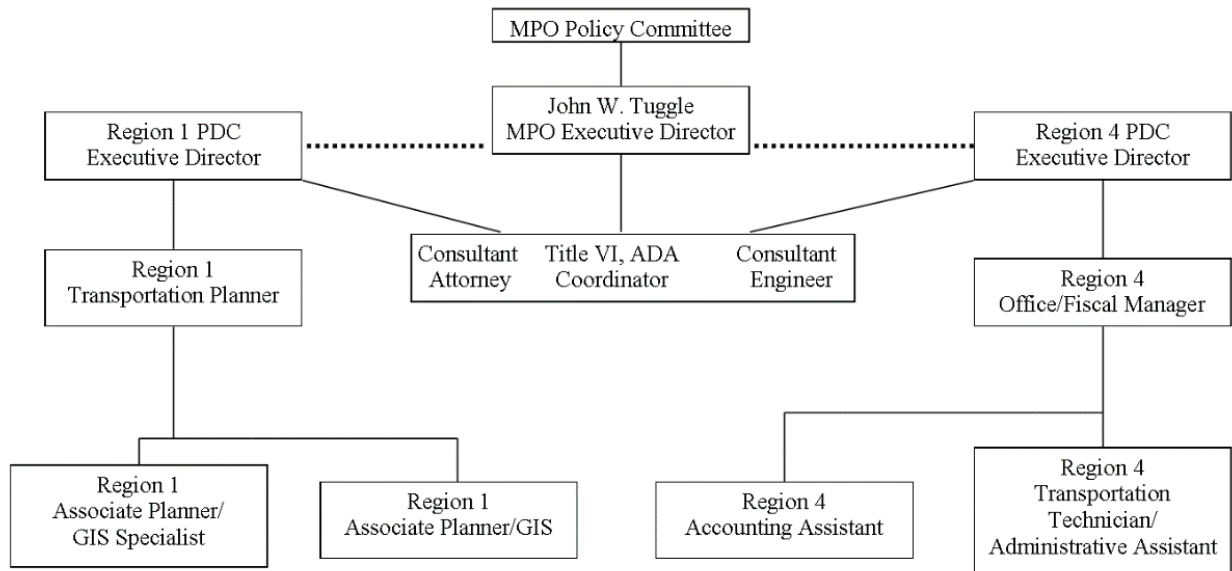 MPO Policy Committee
John W. Tuggle
MPO Executive Director
Region 1 PDC
Executive Director
Region 4 PDC
Executive Director
Consultant
Attorney
Title VI, ADA
Coordinator
Consultant
Engineer
Region 1
Transportation Planner
Region 4
Office/Fiscal Manager
Region 1
Associate Planner/
GIS Specialist
Region 1
Associate Planner/GIS
Region 4
Accounting Assistant
Region 4
Transportation
Technician/
Administrative Assistant